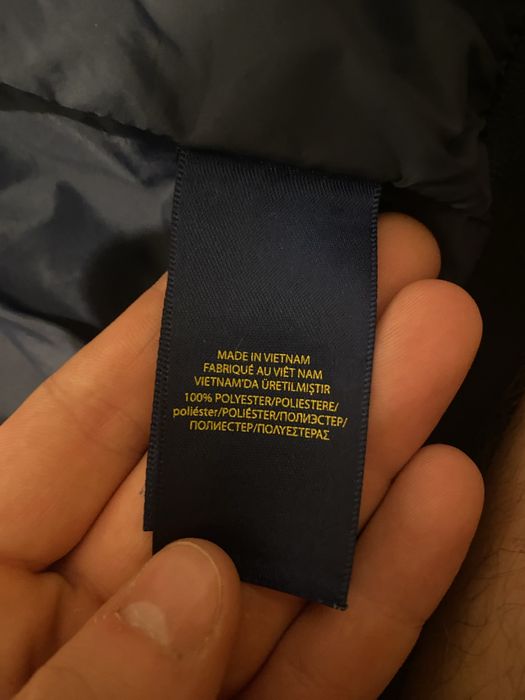 MADE IN VIETNAM
FABRIQUÉ AU VIÊT NAM
VIETNAM'DA ÜRETILMIŞTIR
100% POLYESTER/POLIESTERE/
poliéster/POLIÉSTER/ПОЛИЭСТЕР/
ПОЛИЕСТЕР/ΠΟΛΥΕΣΤΕΡΑΣ